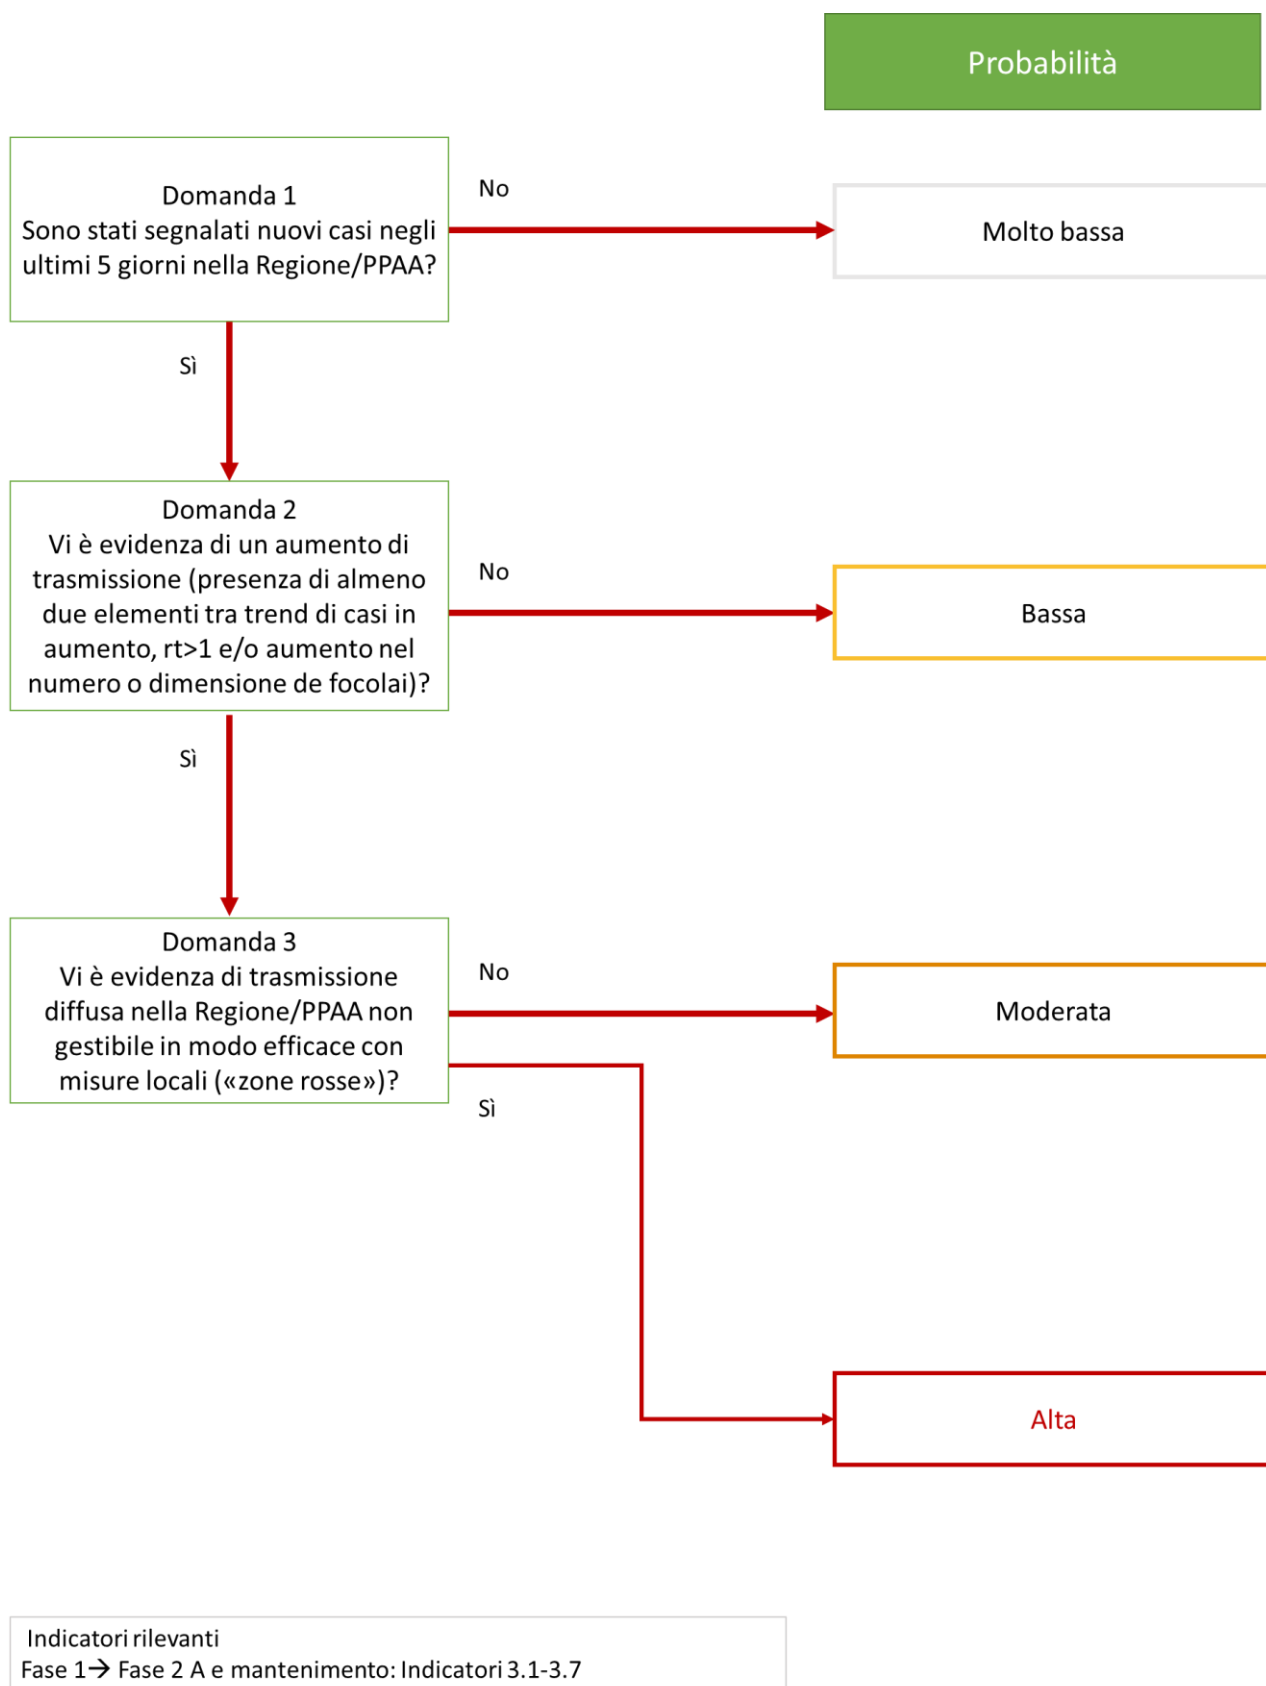 Probabilità
Domanda 1
Sono stati segnalati nuovi casi negli
ultimi 5 giorni nella Regione/PPAA?
No
Molto bassa
Sì
Domanda 2
Vi è evidenza di un aumento di
trasmissione (presenza di almeno
due elementi tra trend di casi in
aumento, rt>1 e/o aumento nel
numero o dimensione de focolai)?
No
Bassa
Sì
Domanda 3
Vi è evidenza di trasmissione
diffusa nella Regione/PPAA non
gestibile in modo efficace con
misure locali («zone rosse»)?
No
Moderata
Sì
Alta
Indicatori rilevanti
Fase 1→ Fase 2 A e mantenimento: Indicatori 3.1-3.7